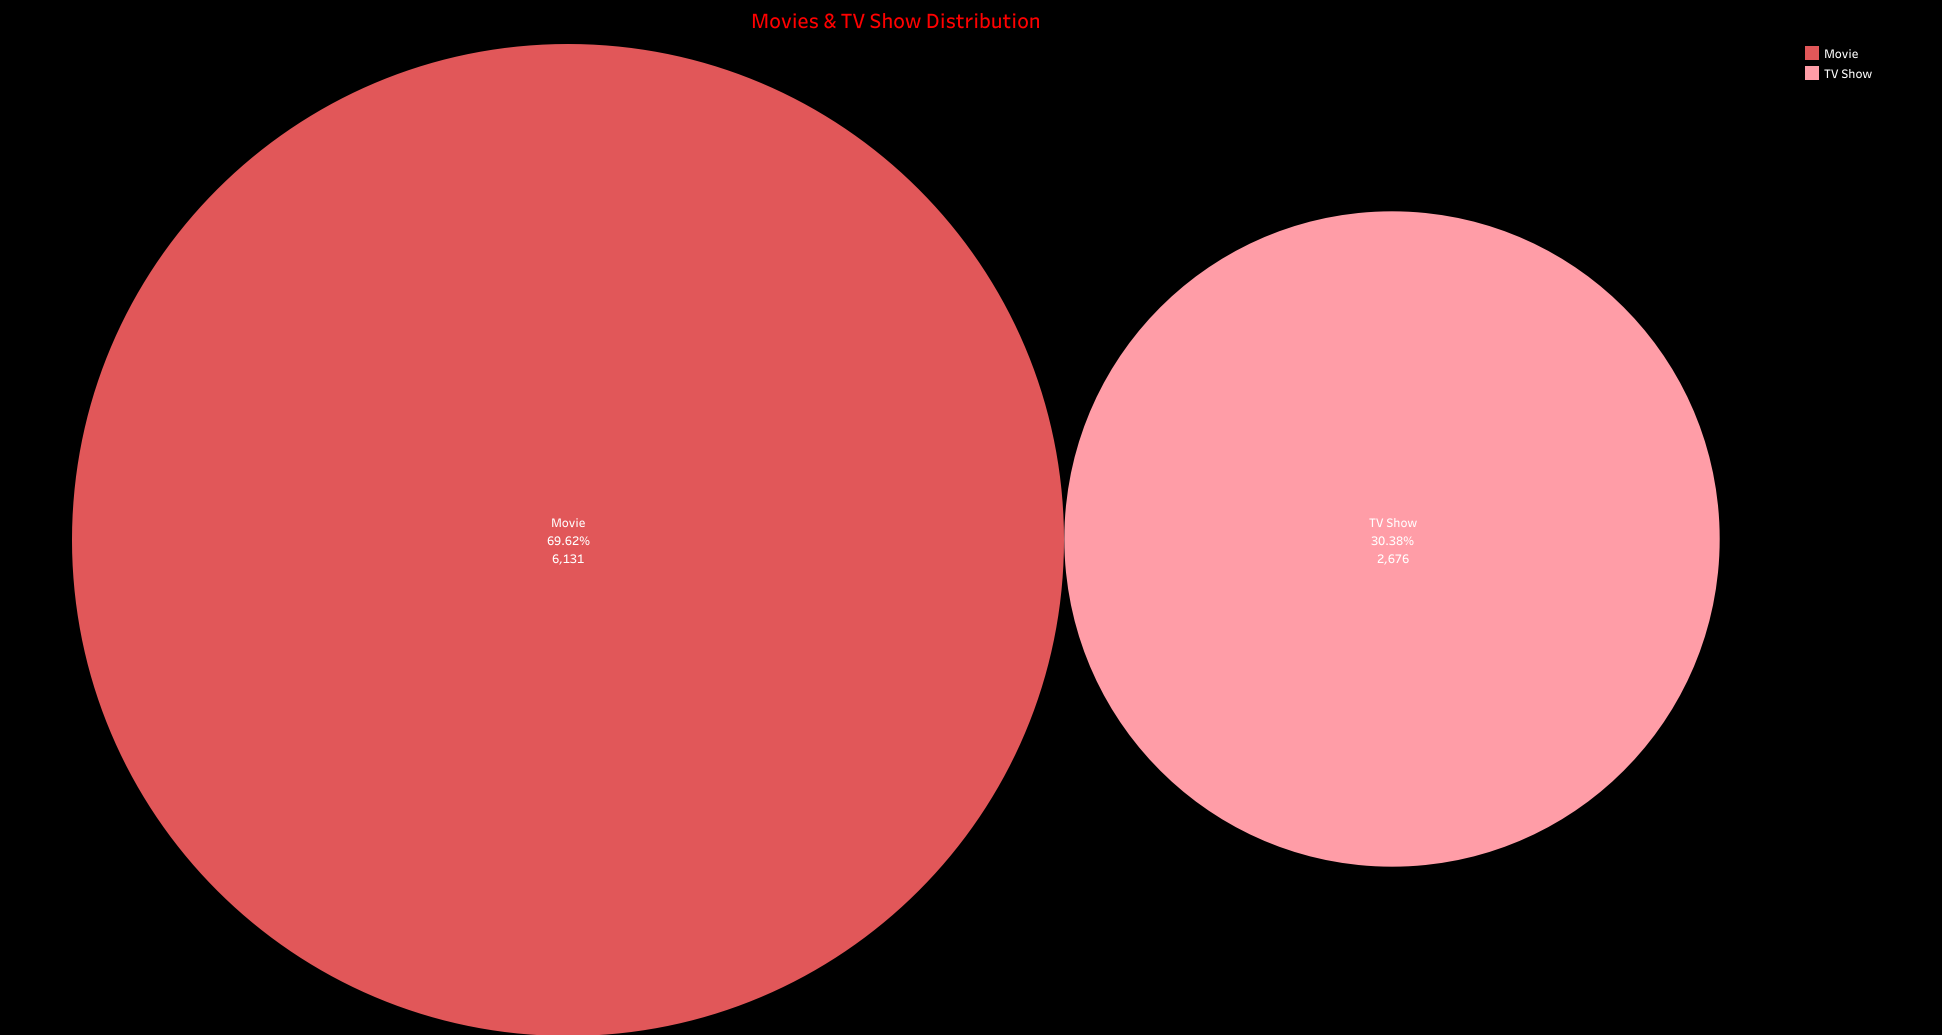 Movies & TV Show Distribution
Movie
TV Show
Movie
69.62%
6,131
TV Show
30.38%
2,676